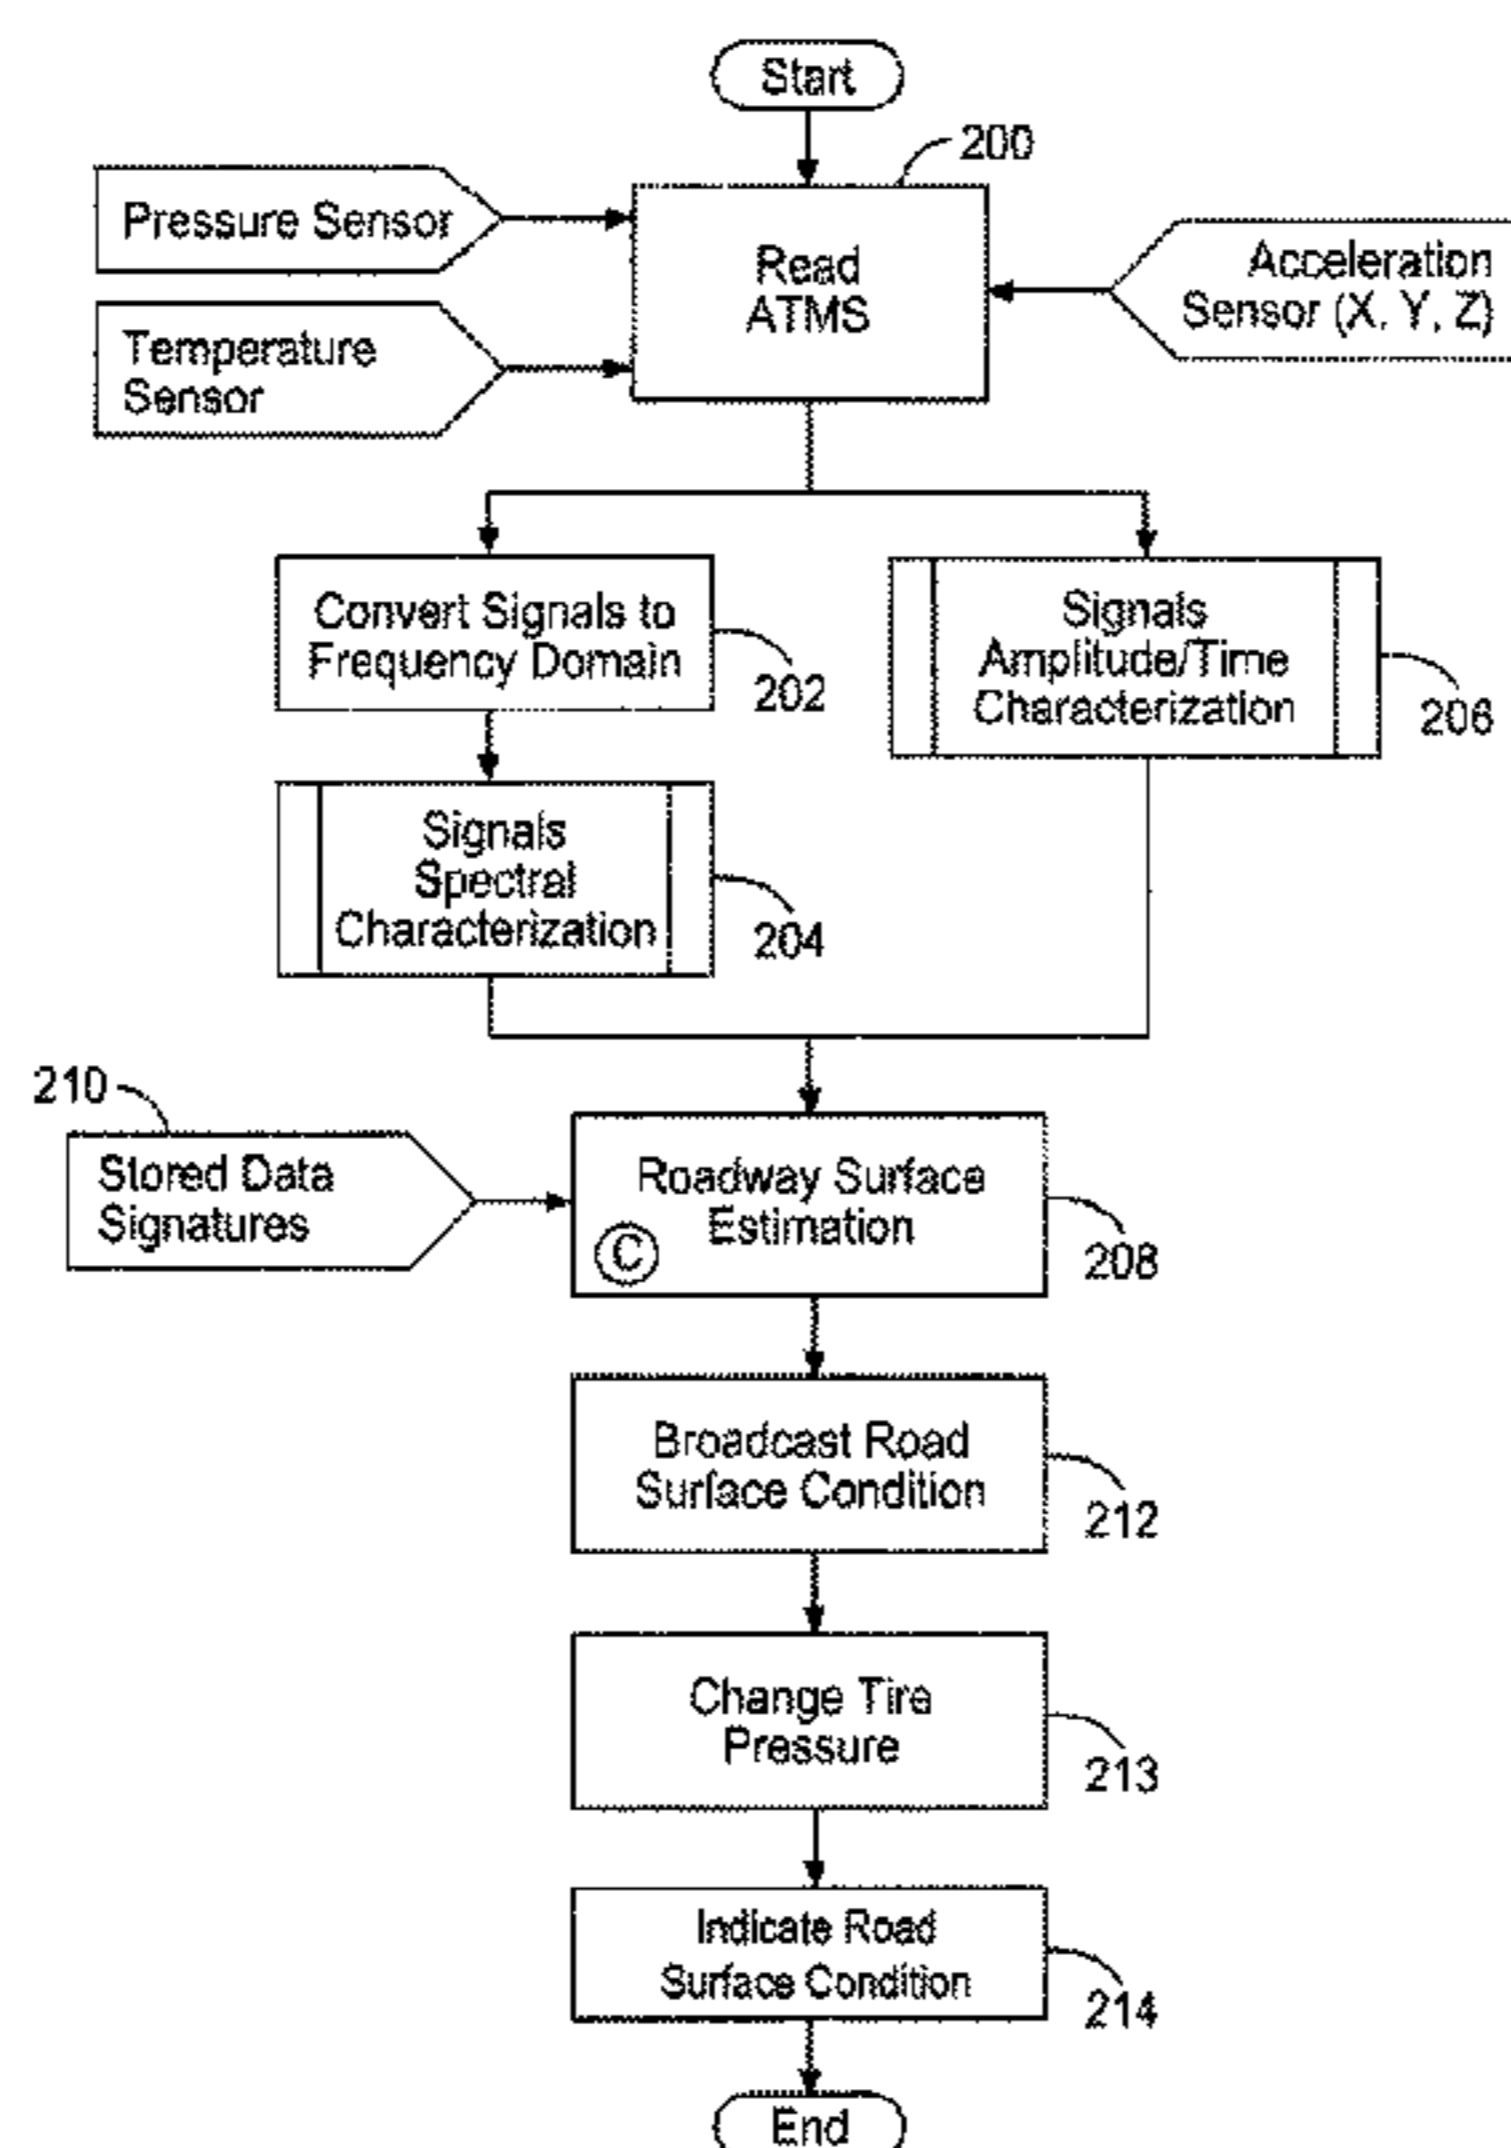 Start
200
Pressure Sensor
Read
ATMS
Acceleration
Sensor (X, Y, Z)
Temperature
Sensor
Convert Signals to
Frequency Domain
202
Signals
Amplitude/Time
Characterization
206
Signals
Spectral
Characterization
204
210
Stored Data
Signatures
Roadway Surface
Estimation
C
208
Broadcast Road
Surface Condition
212
Change Tire
Pressure
213
Indicate Road
Surface Condition
214
End